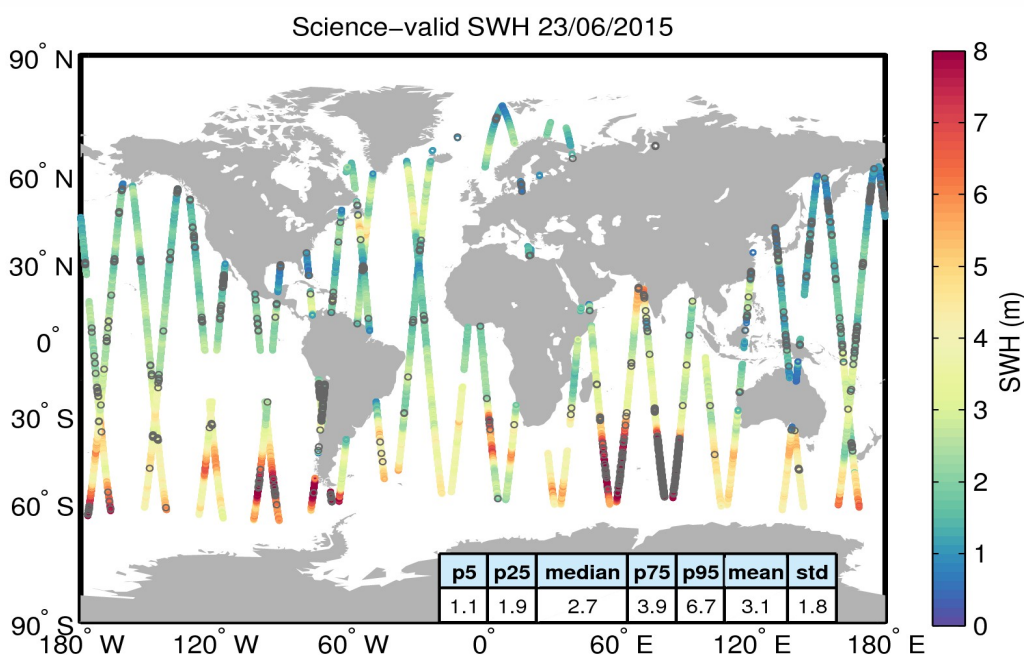 Science−valid SWH 23/06/2015
90° N
60° N
30° N
0°
30° S
60° S
90° S
180° W
120° W
60° W
0°
60° E
120° E
180° E
p5 p25 median p75 p95 mean std
1.1 1.9 2.7 3.9 6.7 3.1 1.8
8
7
6
5
4
3
2
1
0
SWH (m)